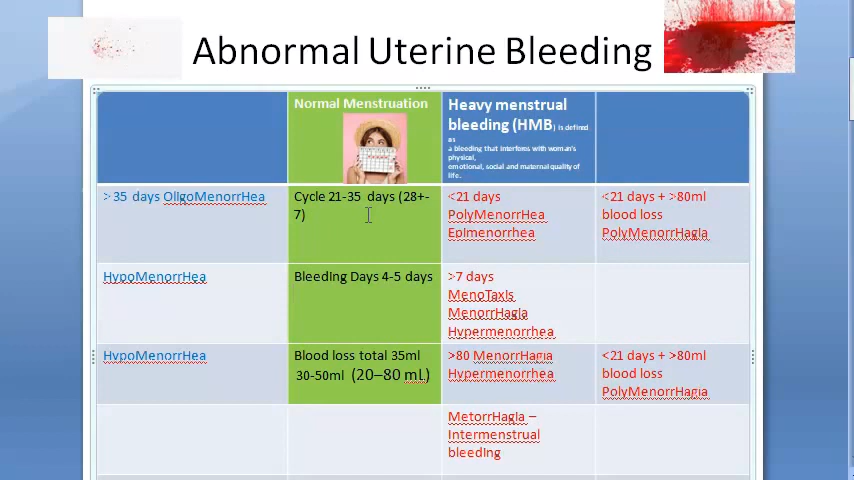 Abnormal Uterine Bleeding
Normal Menstruation
Heavy menstrual
bleeding (HMB) is defined
as
a bleeding that interferes with woman's
physical,
emotional, social and maternal quality of
life.
>35 days OligoMenorrHea
Cycle 21-35 days (28+-
7)
<21 days
PolyMenorrHea
Epimenorrhea
<21 days + >80ml
blood loss
PolyMenorrHagia
HypoMenorrHea
Bleeding Days 4-5 days
>7 days
MenoTaxis
MenorrHagia
Hypermenorrhea
HypoMenorrHea
Blood loss total 35ml
30-50ml (20–80 mL)
>80 MenorrHagia
Hypermenorrhea
<21 days + >80ml
blood loss
PolyMenorrHagia
MetorrHagia –
Intermenstrual
bleeding